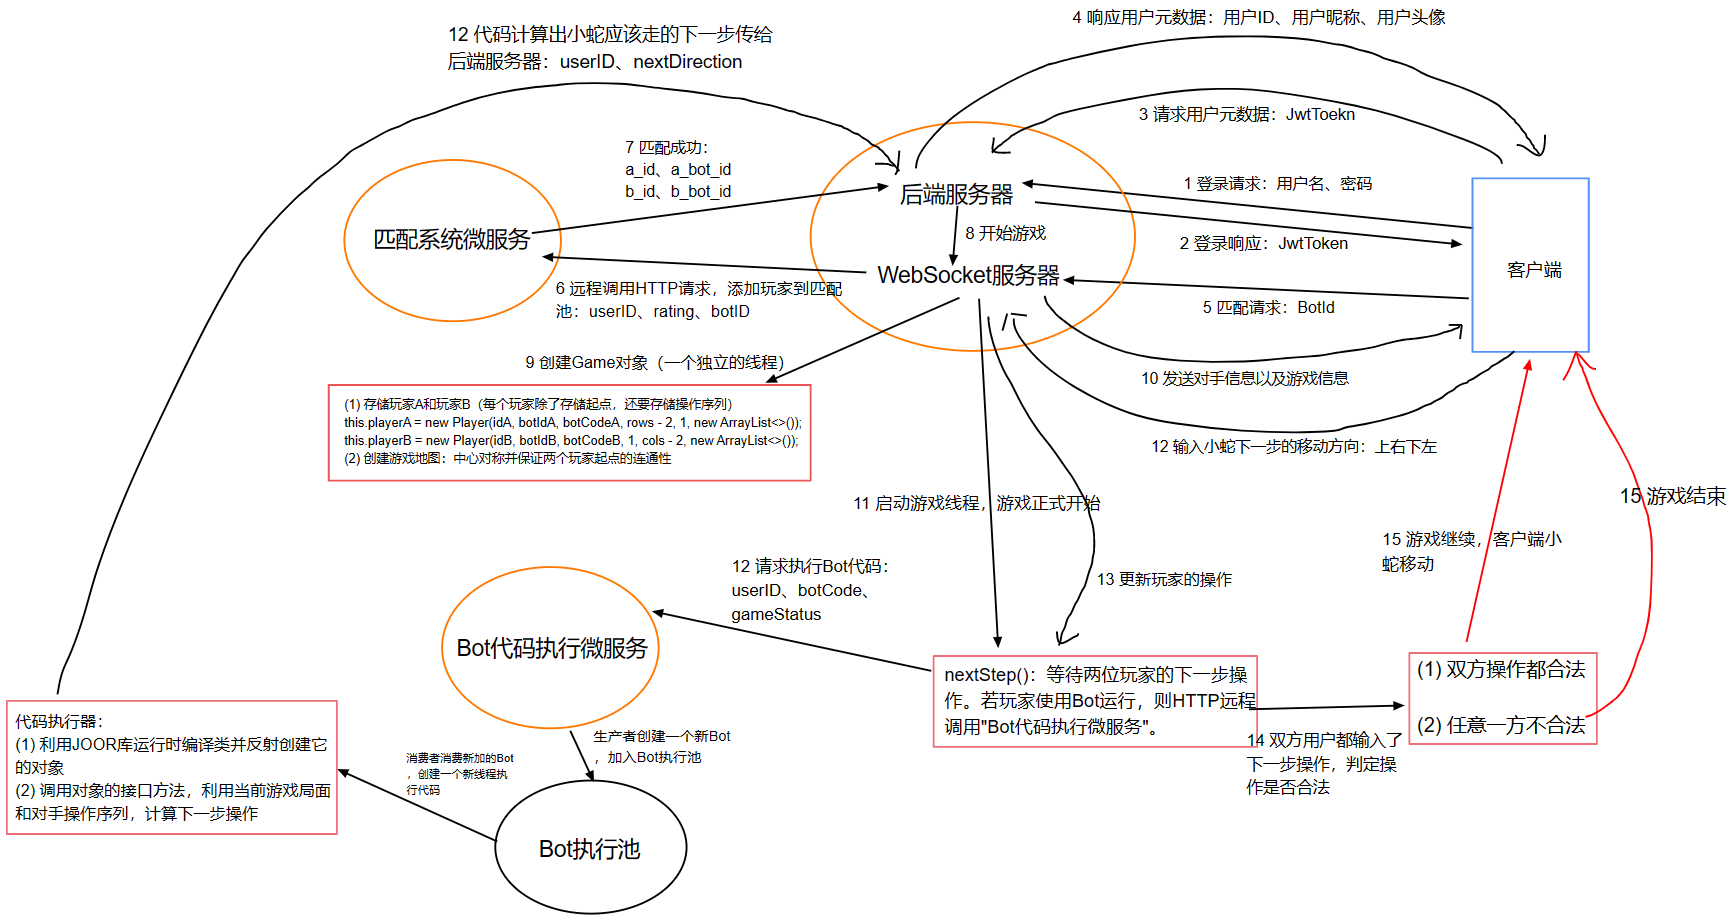 4 响应用户元数据：用户ID、用户昵称、用户头像
12 代码计算出小蛇应该走的下一步传给
后端服务器：userID、nextDirection
3 请求用户元数据：JwtToekn
7 匹配成功：
a_id、a_bot_id
b_id、b_bot_id
1 登录请求：用户名、密码
后端服务器
匹配系统微服务
8 开始游戏
2 登录响应：JwtToken
WebSocket服务器
客户端
6 远程调用HTTP请求，添加玩家到匹配
池：userID、rating、botID
5 匹配请求：BotId
9 创建Game对象（一个独立的线程）
10 发送对手信息以及游戏信息
(1) 存储玩家A和玩家B（每个玩家除了存储起点，还要存储操作序列）
this.playerA = new Player(idA, botIdA, botCodeA, rows - 2, 1, new ArrayList<>());
this.playerB = new Player(idB, botIdB, botCodeB, 1, cols - 2, new ArrayList<>());
(2) 创建游戏地图：中心对称并保证两个玩家起点的连通性
12 输入小蛇下一步的移动方向：上右下左
11 启动游戏线程，游戏正式开始
15 游戏结束
15 游戏继续，客户端小
蛇移动
12 请求执行Bot代码：
userID、botCode、
gameStatus
13 更新玩家的操作
Bot代码执行微服务
nextStep()：等待两位玩家的下一步操
作。若玩家使用Bot运行，则HTTP远程
调用"Bot代码执行微服务"。
(1) 双方操作都合法
(2) 任意一方不合法
14 双方用户都输入了
下一步操作，判定操
作是否合法
代码执行器：
(1) 利用JOOR库运行时编译类并反射创建它
的对象
(2) 调用对象的接口方法，利用当前游戏局面
和对手操作序列，计算下一步操作
消费者消费新加的Bot
，创建一个新线程执
行代码
生产者创建一个新Bot
，加入Bot执行池
Bot执行池